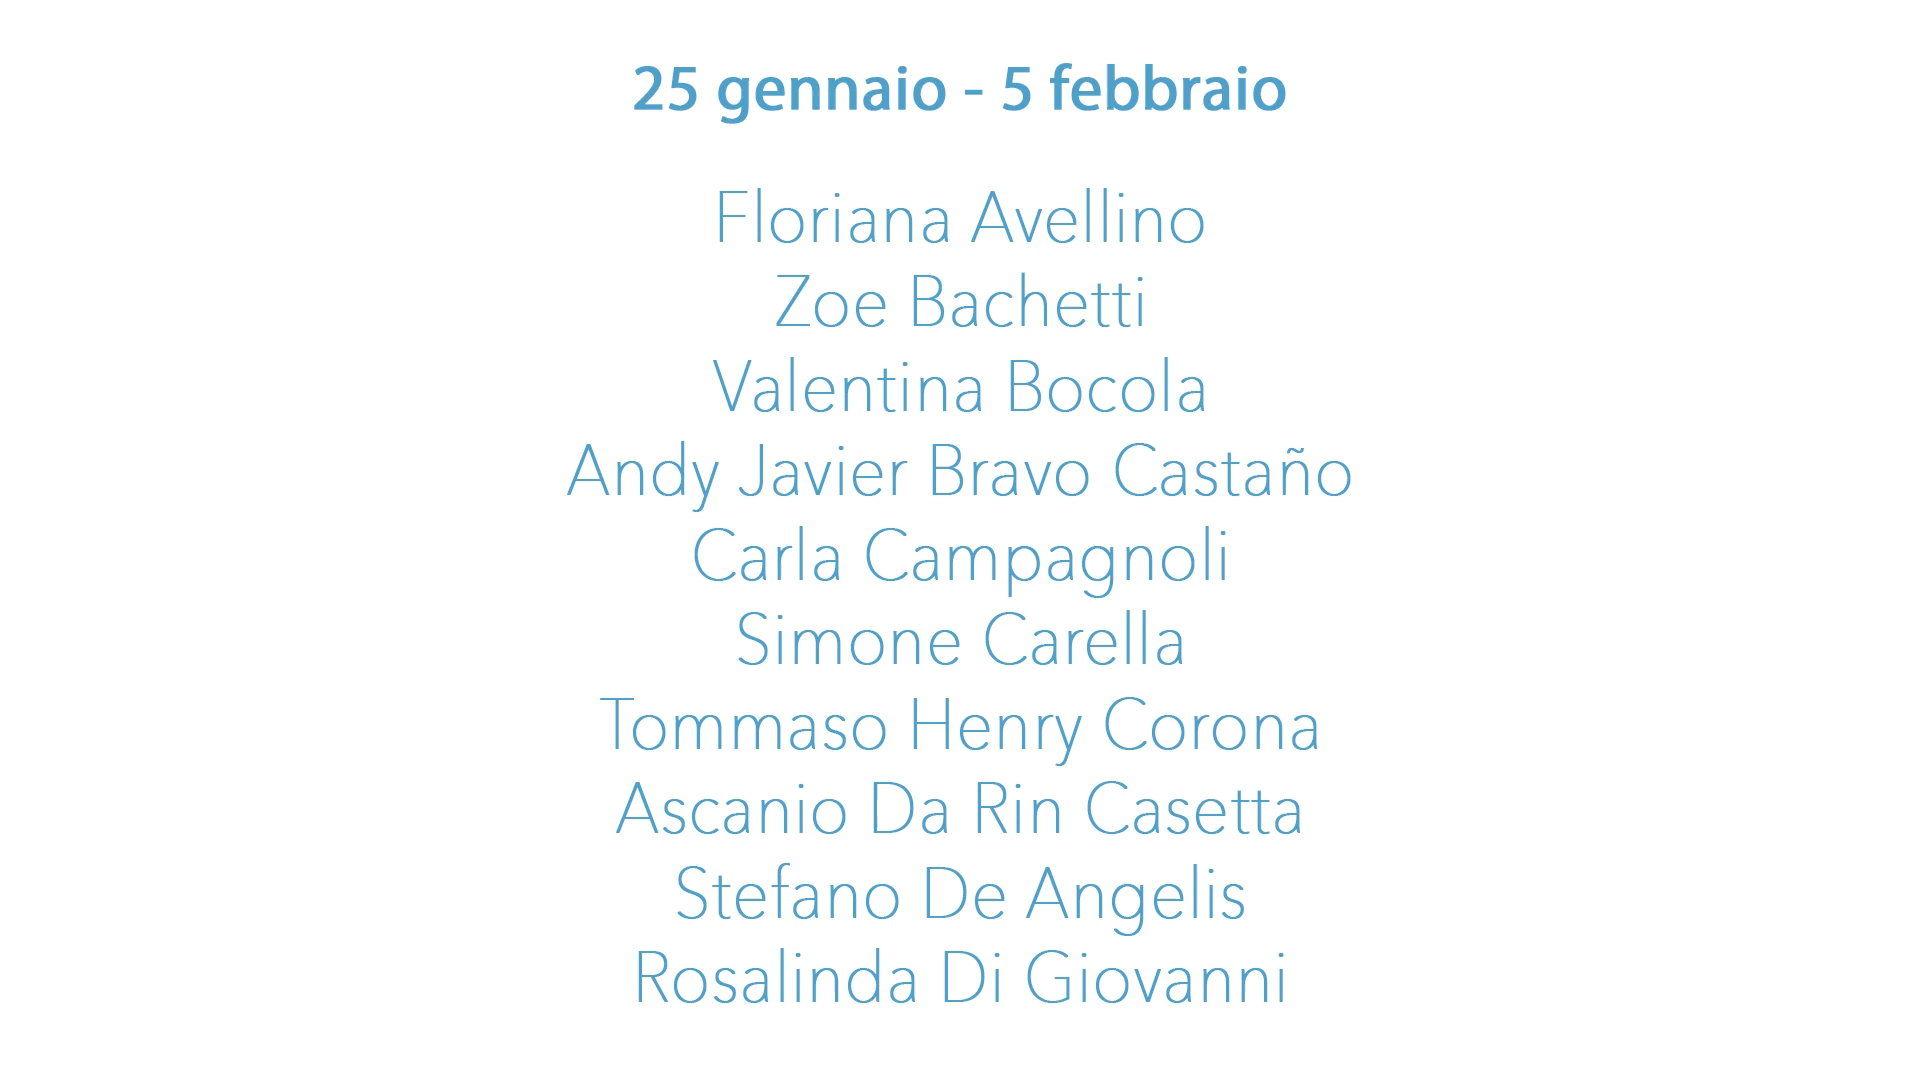 25 gennaio - 5 febbraio
Floriana Avellino
Zoe Bachetti
Valentina Bocola
Andy Javier Bravo Castaño
Carla Campagnoli
Simone Carella
Tommaso Henry Corona
Ascanio Da Rin Casetta
Stefano De Angelis
Rosalinda Di Giovanni